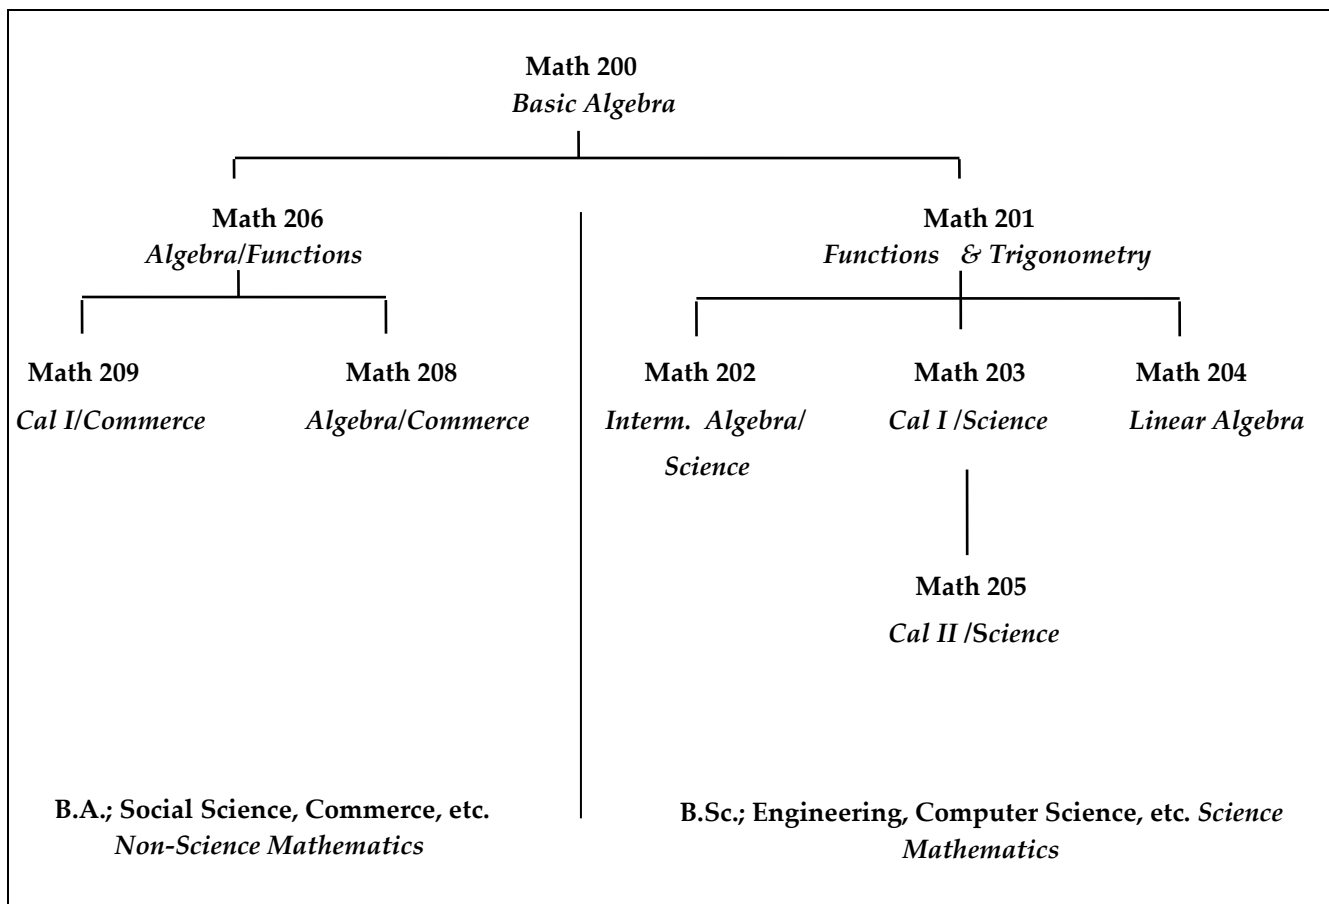 Math 200
Basic Algebra
Math 206
Algebra/Functions
Math 201
Functions & Trigonometry
Math 209
Cal I/Commerce
Math 208
Algebra/Commerce
Math 202
Interm. Algebra/
Science
Math 203
Cal I /Science
Math 204
Linear Algebra
Math 205
Cal II /Science
B.A.; Social Science, Commerce, etc.
Non-Science Mathematics
B.Sc.; Engineering, Computer Science, etc. Science
Mathematics